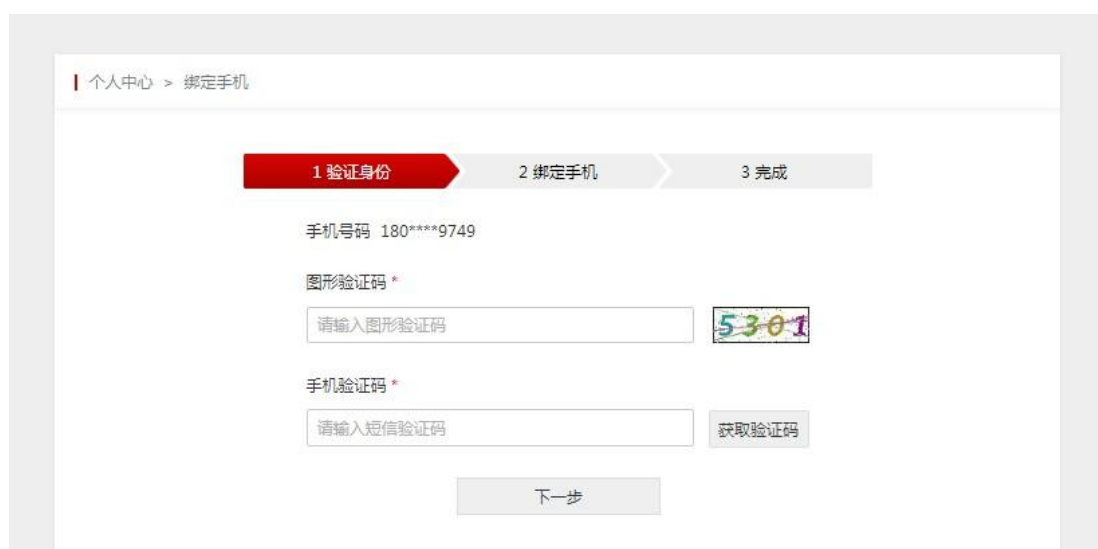 个人中心 > 绑定手机
1 验证身份 2 绑定手机 3 完成
手机号码 180****9749
图形验证码 *
请输入图形验证码 5301
手机验证码 *
请输入短信验证码 获取验证码
下一步